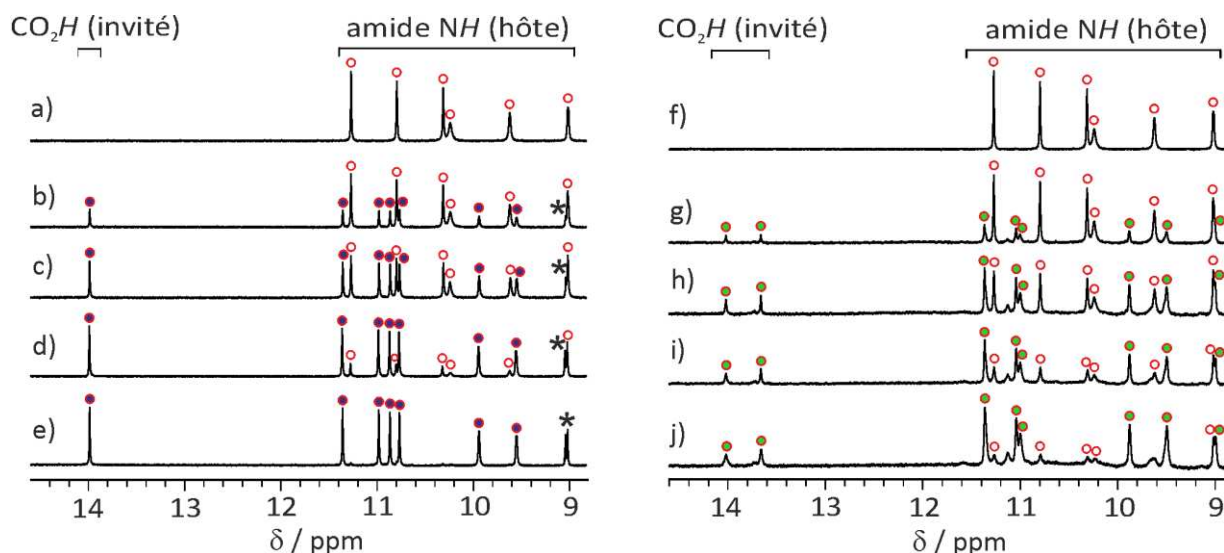 CO₂H (invité)
amide NH (hôte)
a)
b)
*
c)
*
d)
*
e)
*
14 13 12 11 10 9
δ / ppm
CO₂H (invité)
amide NH (hôte)
f)
g)
h)
i)
j)
14 13 12 11 10 9
δ / ppm